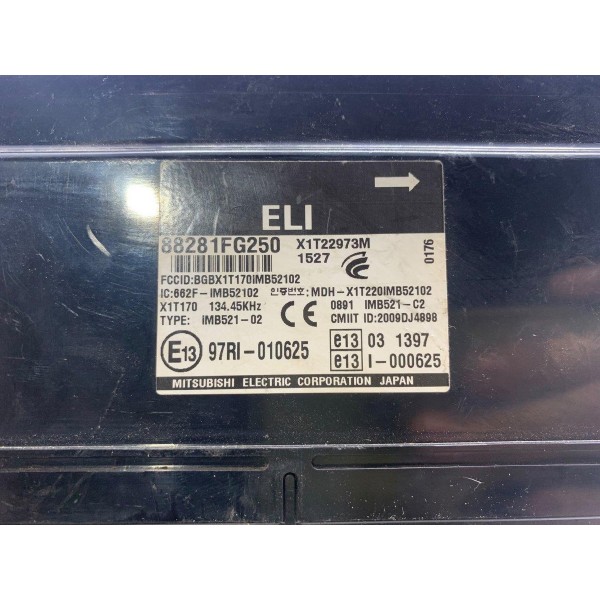 ELI
88281FG250 X1T22973M
1527
0176
FCCID:BGBX1T170IMB52102
IC:662F-IMB52102 인증번호:MDH-X1T220IMB52102
X1T170 134.45KHz CE 0891 IMB521-C2
TYPE: IMB521-02 CMIIT ID:2009DJ4898
E13 97RI-010625 e13 03 1397
e13 I-000625
MITSUBISHI ELECTRIC CORPORATION JAPAN